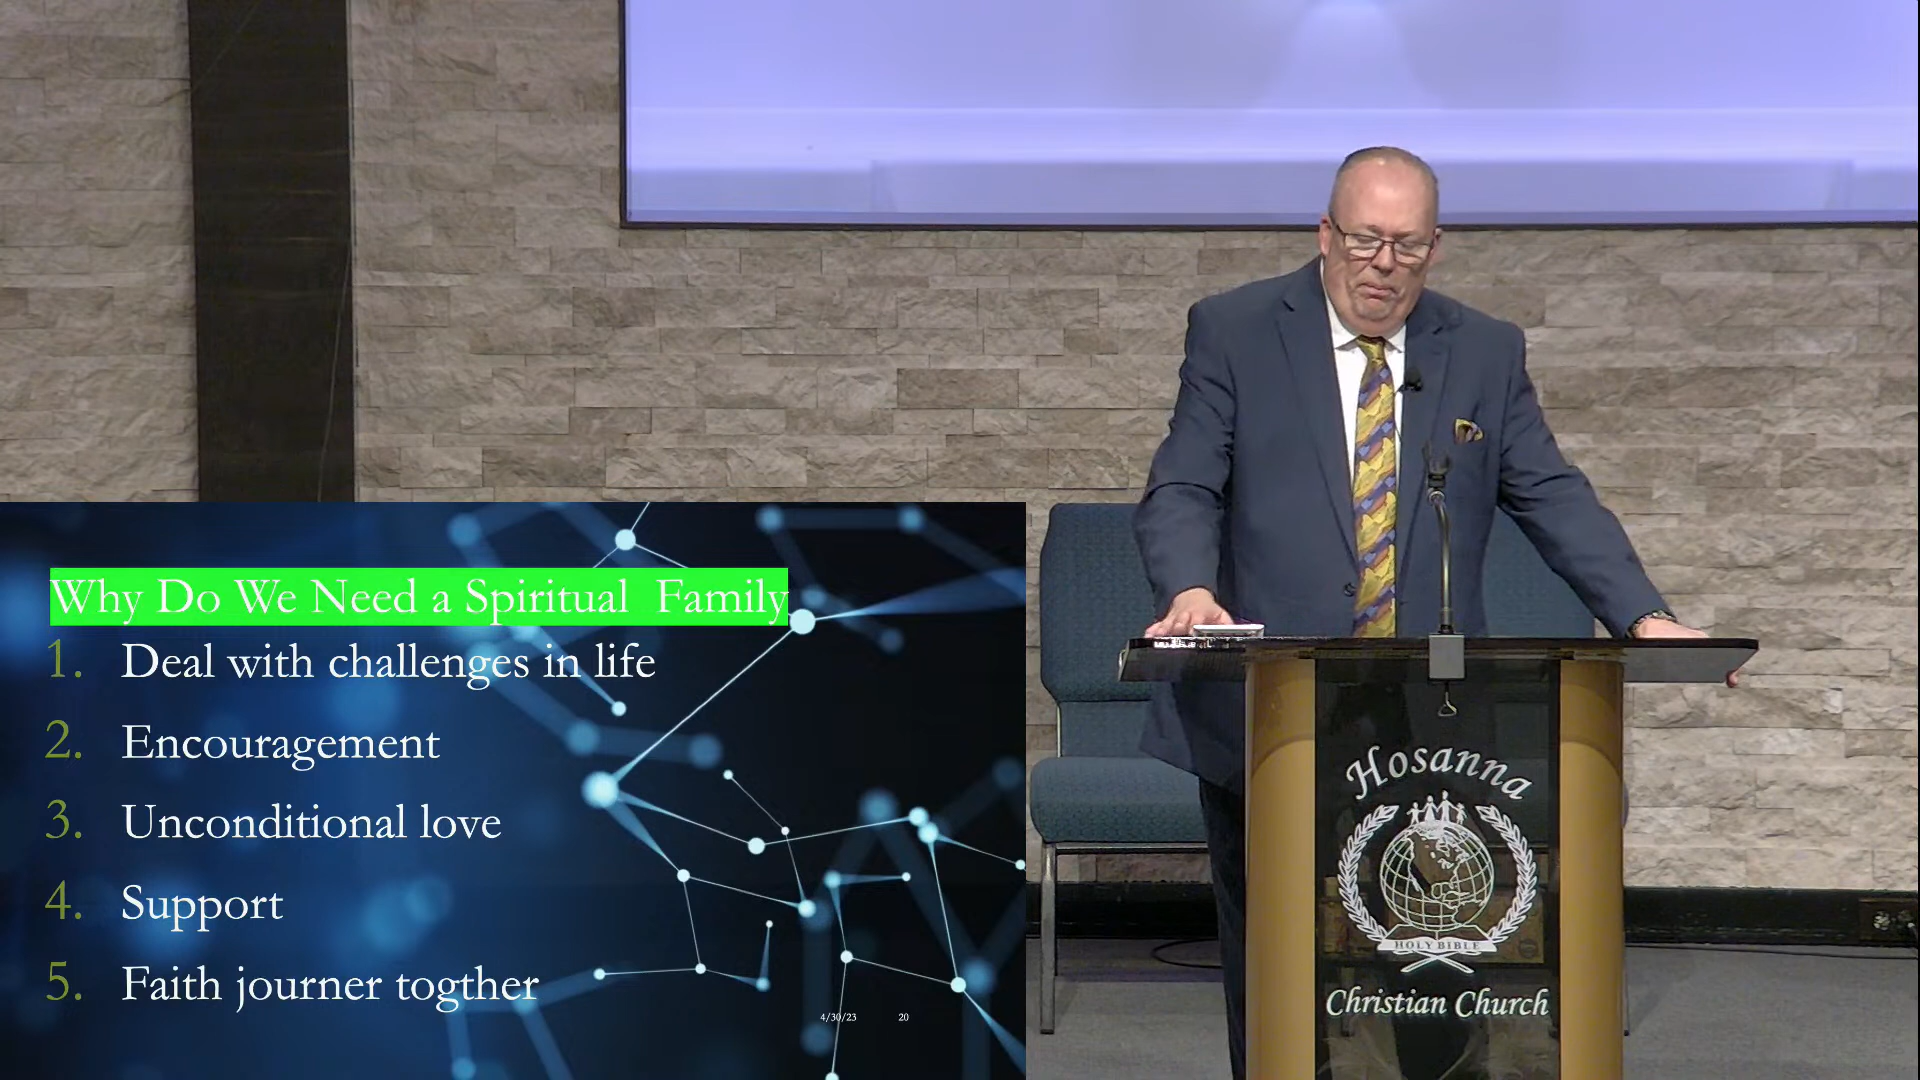 Why Do We Need a Spiritual  Family
1. Deal with challenges in life
2. Encouragement
3. Unconditional love
4. Support
5. Faith journer togther
4/30/23 20
Hosanna
HOLY BIBLE
Christian Church